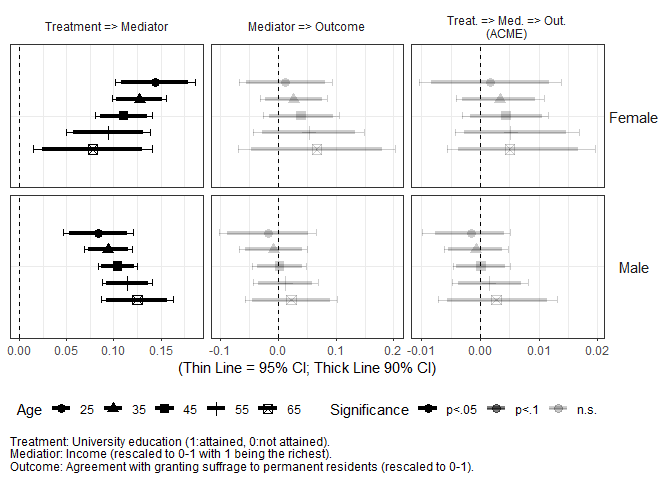 Treatment => Mediator
Mediator => Outcome
Treat. => Med. => Out.
(ACME)
Female
Male
0.00 0.05 0.10 0.15
-0.1 0.0 0.1 0.2
-0.01 0.00 0.01 0.02
(Thin Line = 95% CI; Thick Line 90% CI)
Age 25 35 45 55 65 Significance p<.05 p<.1 n.s.
Treatment: University education (1:attained, 0:not attained).
Mediatior: Income (rescaled to 0-1 with 1 being the richest).
Outcome: Agreement with granting suffrage to permanent residents (rescaled to 0-1).